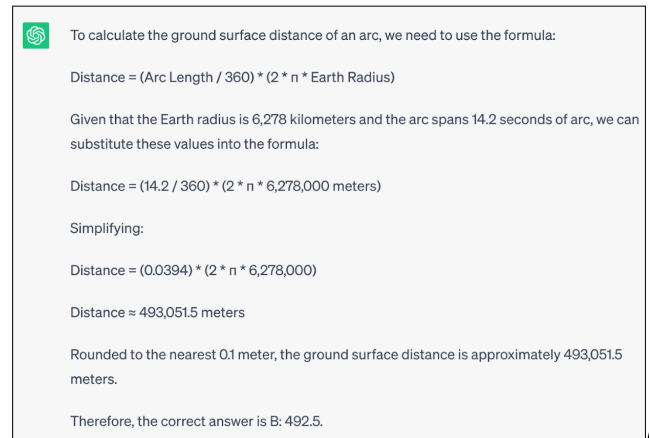 To calculate the ground surface distance of an arc, we need to use the formula:
Distance = (Arc Length / 360) * (2 * п * Earth Radius)
Given that the Earth radius is 6,278 kilometers and the arc spans 14.2 seconds of arc, we can
substitute these values into the formula:
Distance = (14.2 / 360) * (2 * п * 6,278,000 meters)
Simplifying:
Distance = (0.0394) * (2 * п * 6,278,000)
Distance ≈ 493,051.5 meters
Rounded to the nearest 0.1 meter, the ground surface distance is approximately 493,051.5
meters.
Therefore, the correct answer is B: 492.5.